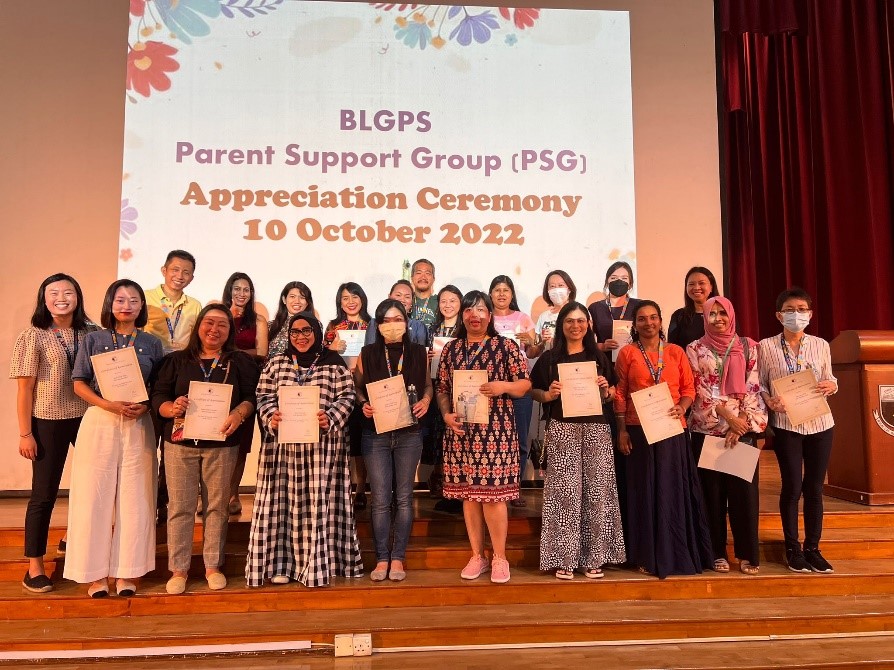 BLGPS
Parent Support Group (PSG)
Appreciation Ceremony
10 October 2022